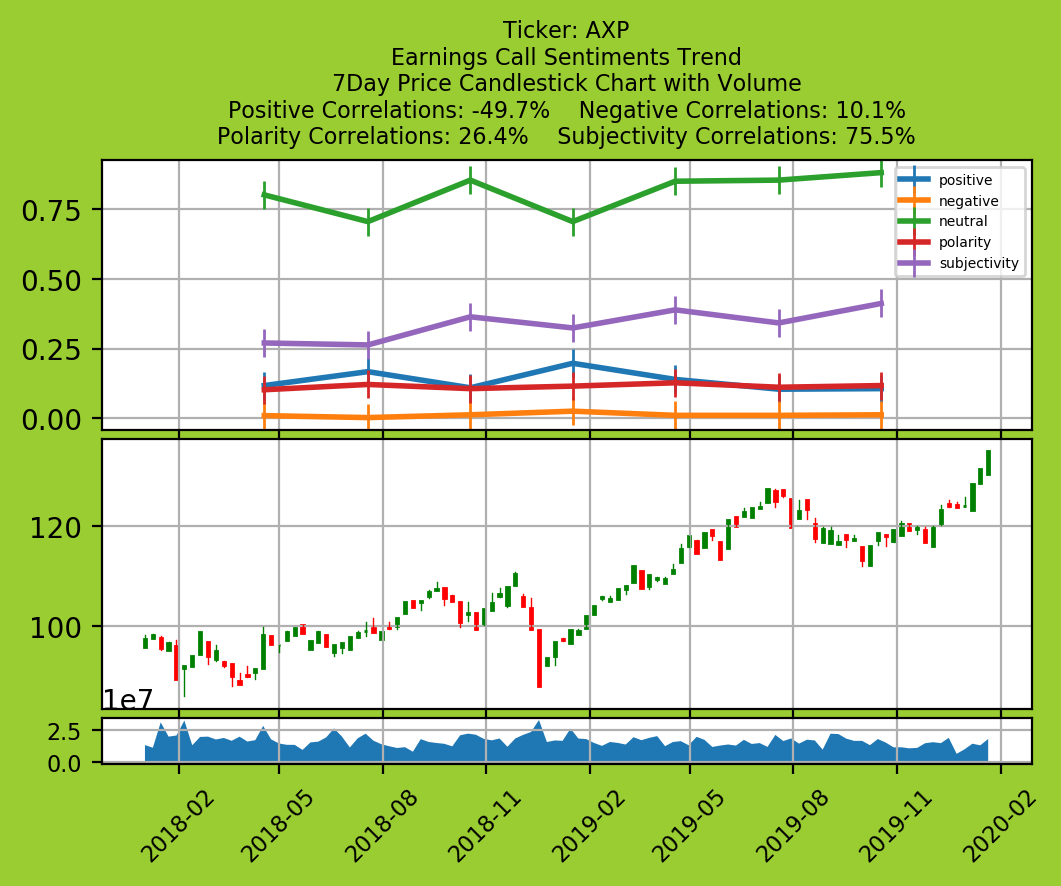 Ticker: AXP
Earnings Call Sentiments Trend
7Day Price Candlestick Chart with Volume
Positive Correlations: -49.7%    Negative Correlations: 10.1%
Polarity Correlations: 26.4%    Subjectivity Correlations: 75.5%
positive
negative
neutral
polarity
subjectivity
0.75
0.50
0.25
0.00
120
100
1e7
2.5
0.0
2018-02
2018-05
2018-08
2018-11
2019-02
2019-05
2019-08
2019-11
2020-02